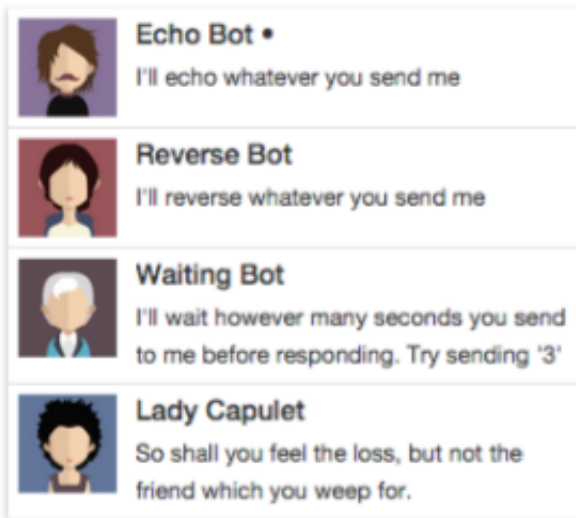 Echo Bot •
I'll echo whatever you send me
Reverse Bot
I'll reverse whatever you send me
Waiting Bot
I'll wait however many seconds you send
to me before responding. Try sending '3'
Lady Capulet
So shall you feel the loss, but not the
friend which you weep for.